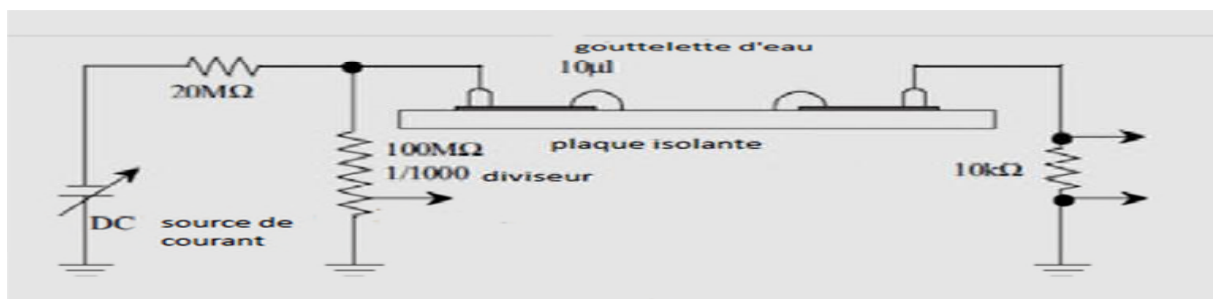 gouttelette d'eau
10µl
20MΩ
plaque isolante
100MΩ
1/1000 diviseur
10kΩ
DC source de
courant